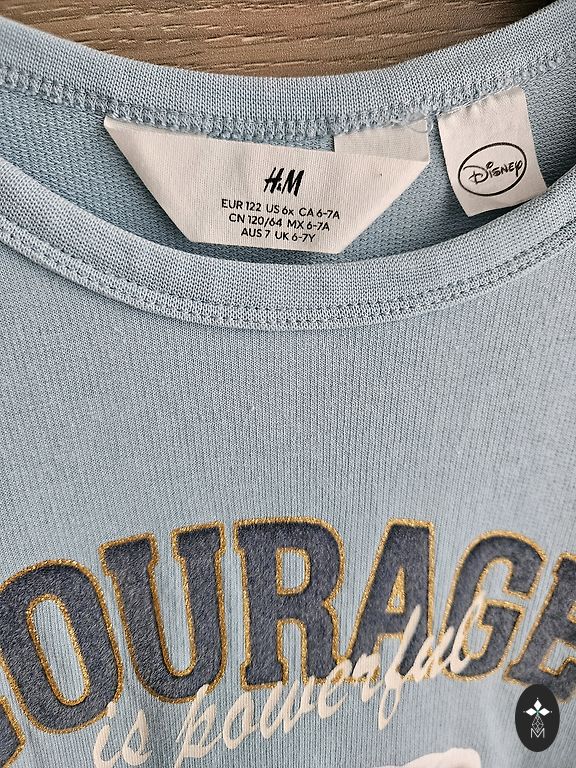 H&M
EUR 122 US 6x CA 6-7A
CN 120/64 MX 6-7A
AUS 7 UK 6-7Y
Disney
COURAGE
is powerful
M